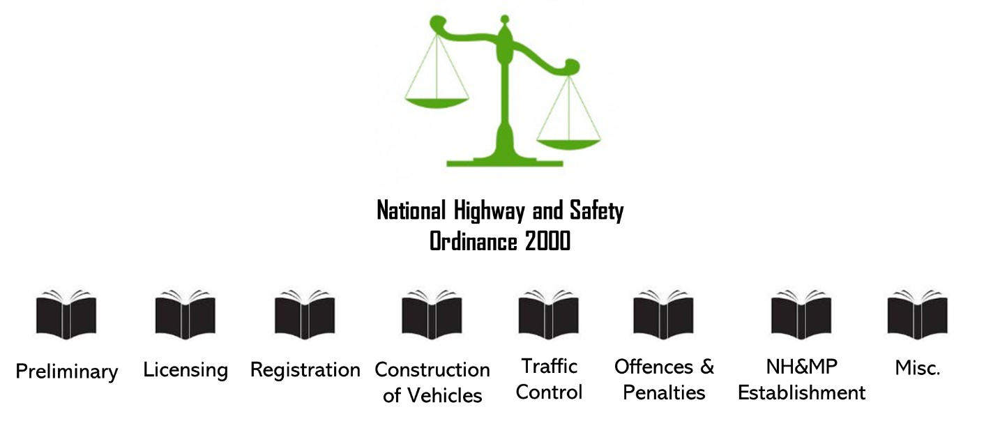 National Highway and Safety
Ordinance 2000
Preliminary
Licensing
Registration
Construction
of Vehicles
Traffic
Control
Offences &
Penalties
NH&MP
Establishment
Misc.